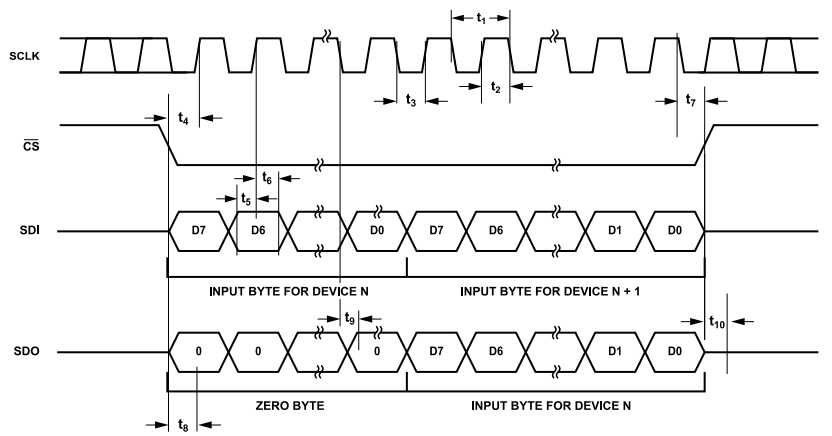 t1
SCLK
t3
t2
t4
t7
CS
t6
t5
SDI
D7
D6
D0
D7
D6
D1
D0
INPUT BYTE FOR DEVICE N
INPUT BYTE FOR DEVICE N + 1
t9
t10
SDO
0
0
0
D7
D6
D1
D0
ZERO BYTE
INPUT BYTE FOR DEVICE N
t8